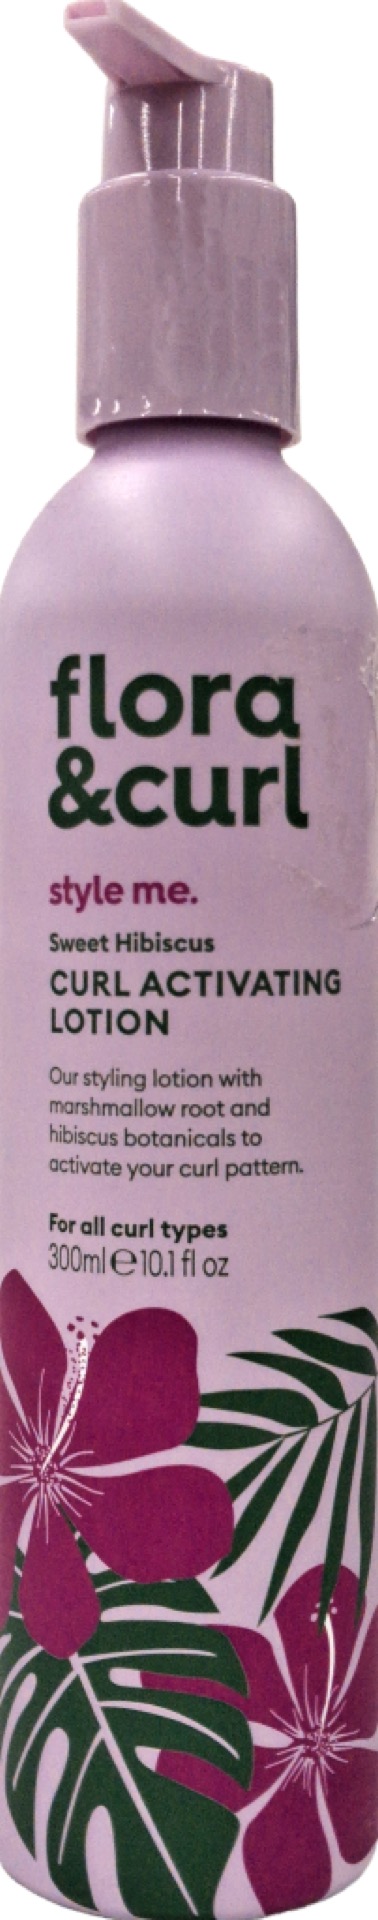 flora
&curl
style me.
Sweet Hibiscus
CURL ACTIVATING
LOTION
Our styling lotion with
marshmallow root and
hibiscus botanicals to
activate your curl pattern.
For all curl types
300ml℮10.1 fl oz